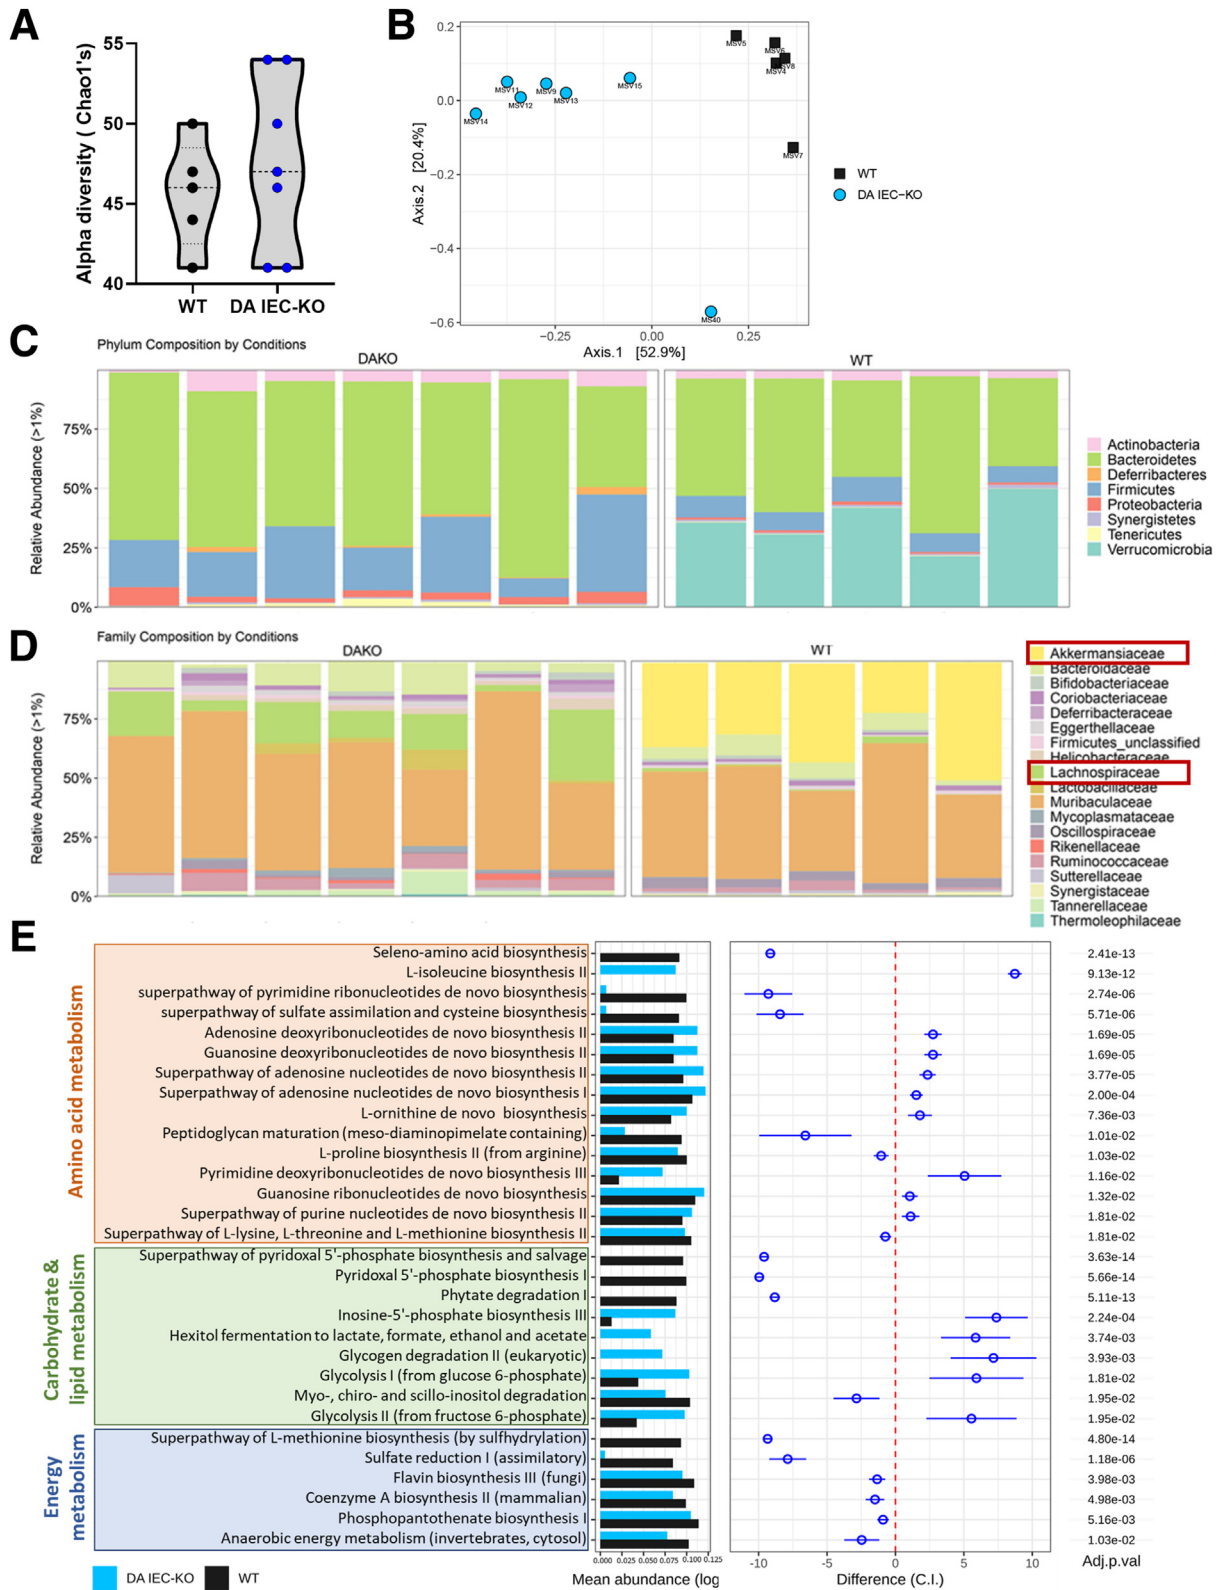 A
Alpha diversity ( Chao1's)
55
50
45
40
WT
DA IEC-KO
B
Axis.2 [20.4%]
0.2
0.0
−0.2
−0.4
−0.6
MSV5
MSV6
MSV8
MSV4
MSV7
MSV11
MSV12
MSV9
MSV13
MSV15
MSV14
MS40
−0.25
0.00
0.25
Axis.1 [52.9%]
WT
DA IEC−KO
C
Phylum Composition by Conditions
DAKO
WT
Relative Abundance (>1%)
75%
50%
25%
0%
Actinobacteria
Bacteroidetes
Deferribacteres
Firmicutes
Proteobacteria
Synergistetes
Tenericutes
Verrucomicrobia
D
Family Composition by Conditions
DAKO
WT
Relative Abundance (>1%)
75%
50%
25%
0%
Akkermansiaceae
Bacteroidaceae
Bifidobacteriaceae
Coriobacteriaceae
Deferribacteraceae
Eggerthellaceae
Firmicutes_unclassified
Helicobacteraceae
Lachnospiraceae
Lactobacillaceae
Muribaculaceae
Mycoplasmataceae
Oscillospiraceae
Rikenellaceae
Ruminococcaceae
Sutterellaceae
Synergistaceae
Tannerellaceae
Thermoleophilaceae
E
Amino acid metabolism
Seleno-amino acid biosynthesis 2.41e-13
L-isoleucine biosynthesis II 9.13e-12
superpathway of pyrimidine ribonucleotides de novo biosynthesis 2.74e-06
superpathway of sulfate assimilation and cysteine biosynthesis 5.71e-06
Adenosine deoxyribonucleotides de novo biosynthesis II 1.69e-05
Guanosine deoxyribonucleotides de novo biosynthesis II 1.69e-05
Superpathway of adenosine nucleotides de novo biosynthesis II 3.77e-05
Superpathway of adenosine nucleotides de novo biosynthesis I 2.00e-04
L-ornithine de novo biosynthesis 7.36e-03
Peptidoglycan maturation (meso-diaminopimelate containing) 1.01e-02
L-proline biosynthesis II (from arginine) 1.03e-02
Pyrimidine deoxyribonucleotides de novo biosynthesis III 1.16e-02
Guanosine ribonucleotides de novo biosynthesis 1.32e-02
Superpathway of purine nucleotides de novo biosynthesis II 1.81e-02
Superpathway of L-lysine, L-threonine and L-methionine biosynthesis II 1.81e-02
Carbohydrate &
lipid metabolism
Superpathway of pyridoxal 5'-phosphate biosynthesis and salvage 3.63e-14
Pyridoxal 5'-phosphate biosynthesis I 5.66e-14
Phytate degradation I 5.11e-13
Inosine-5'-phosphate biosynthesis III 2.24e-04
Hexitol fermentation to lactate, formate, ethanol and acetate 3.74e-03
Glycogen degradation II (eukaryotic) 3.93e-03
Glycolysis I (from glucose 6-phosphate) 1.81e-02
Myo-, chiro- and scillo-inositol degradation 1.95e-02
Glycolysis II (from fructose 6-phosphate) 1.95e-02
Energy
metabolism
Superpathway of L-methionine biosynthesis (by sulfhydrylation) 4.80e-14
Sulfate reduction I (assimilatory) 1.18e-06
Flavin biosynthesis III (fungi) 3.98e-03
Coenzyme A biosynthesis II (mammalian) 4.98e-03
Phosphopantothenate biosynthesis I 5.16e-03
Anaerobic energy metabolism (invertebrates, cytosol) 1.03e-02
0.000 0.025 0.050 0.075 0.100 0.125
-10 -5 0 5 10
Adj.p.val
DA IEC-KO
WT
Mean abundance (log
Difference (C.I.)